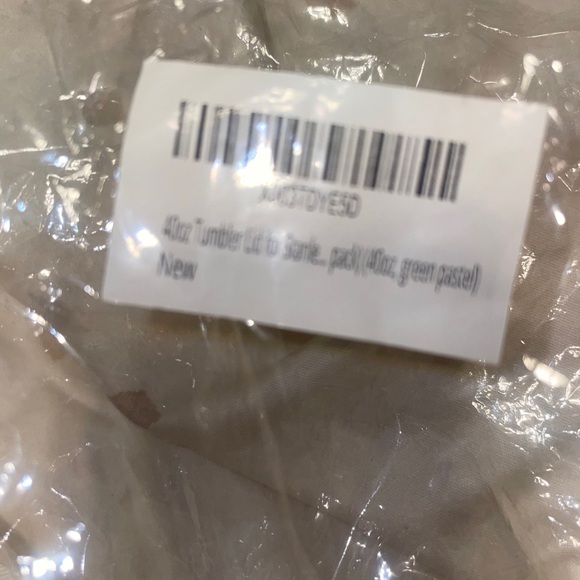 40oz Tumbler Lid for Stanle... pack (40oz, green pastel)
New